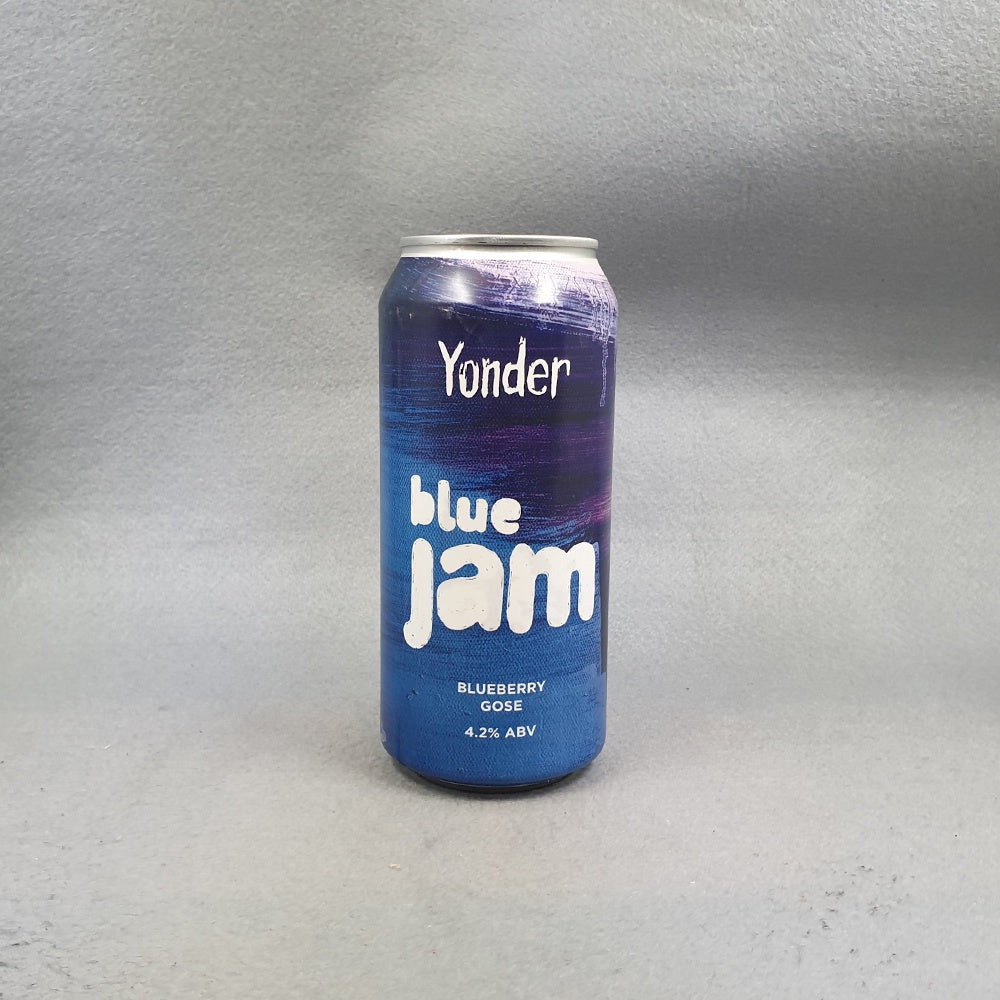 Yonder
blue
jam
BLUEBERRY
GOSE
4.2% ABV